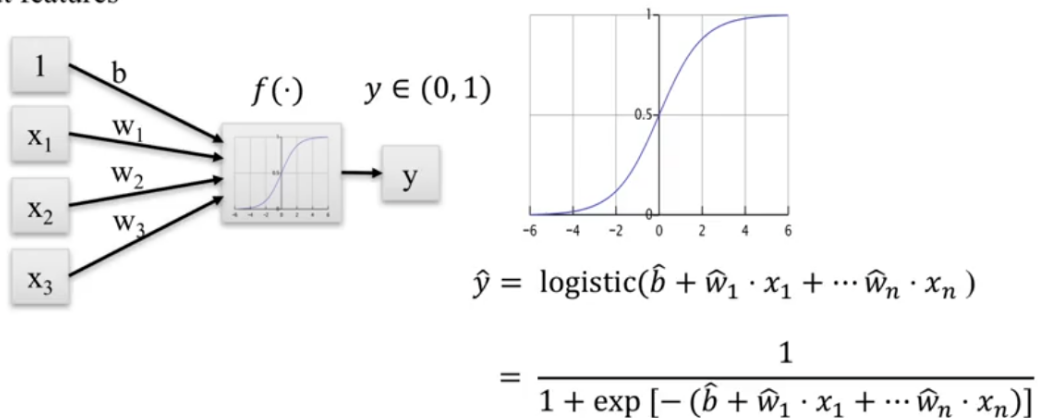 features
1
b
f(·)
y ∈ (0, 1)
x₁
w₁
x₂
w₂
x₃
w₃
y
1
0.5
0
-6 -4 -2 0 2 4 6
ŷ = logistic(b̂ + ŵ₁ · x₁ + ⋯ ŵₙ · xₙ )
= 1 / 1 + exp [− (b̂ + ŵ₁ · x₁ + ⋯ ŵₙ · xₙ)]